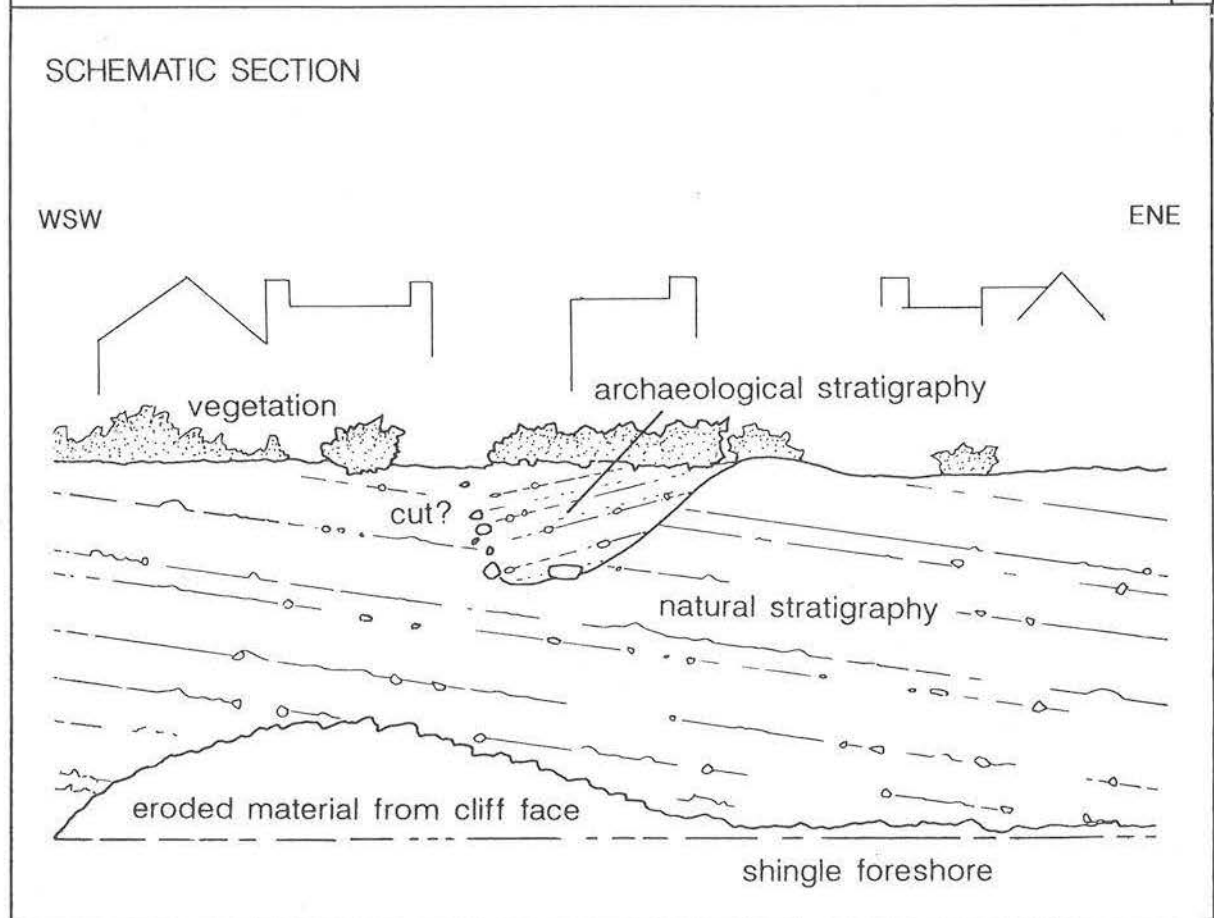 SCHEMATIC SECTION
WSW
ENE
archaeological stratigraphy
vegetation
cut?
natural stratigraphy
eroded material from cliff face
shingle foreshore